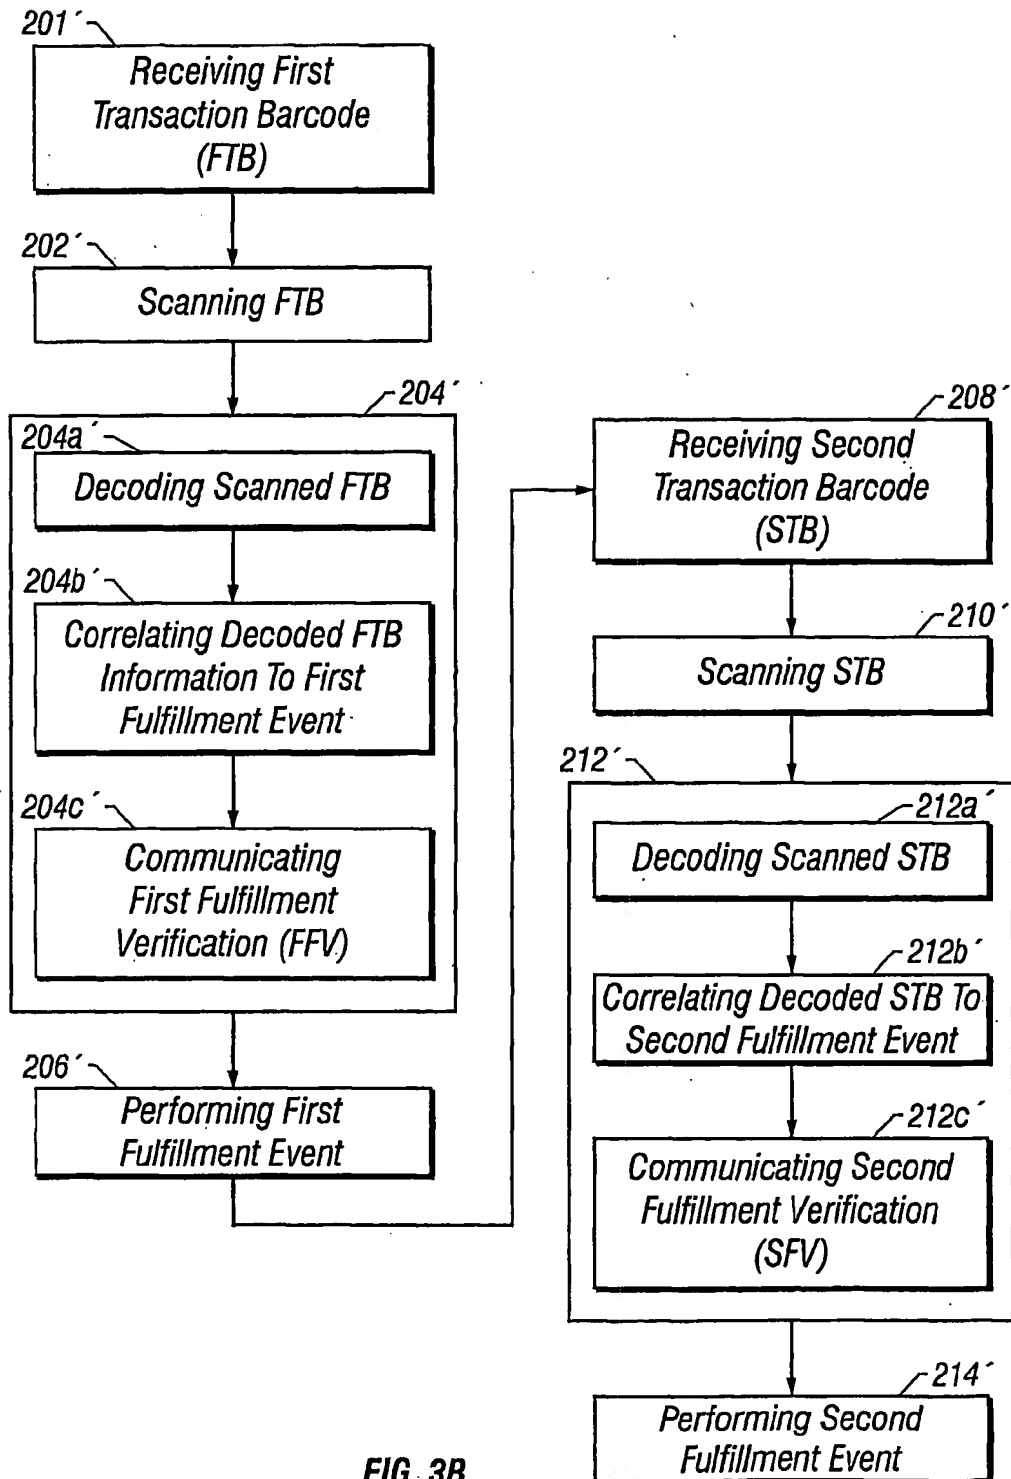 201´
Receiving First
Transaction Barcode
(FTB)
202´
Scanning FTB
204´
204a´
Decoding Scanned FTB
204b´
Correlating Decoded FTB
Information To First
Fulfillment Event
204c´
Communicating
First Fulfillment
Verification (FFV)
206´
Performing First
Fulfillment Event
208´
Receiving Second
Transaction Barcode
(STB)
210´
Scanning STB
212´
212a´
Decoding Scanned STB
212b´
Correlating Decoded STB To
Second Fulfillment Event
212c´
Communicating Second
Fulfillment Verification
(SFV)
214´
Performing Second
Fulfillment Event
FIG. 3B